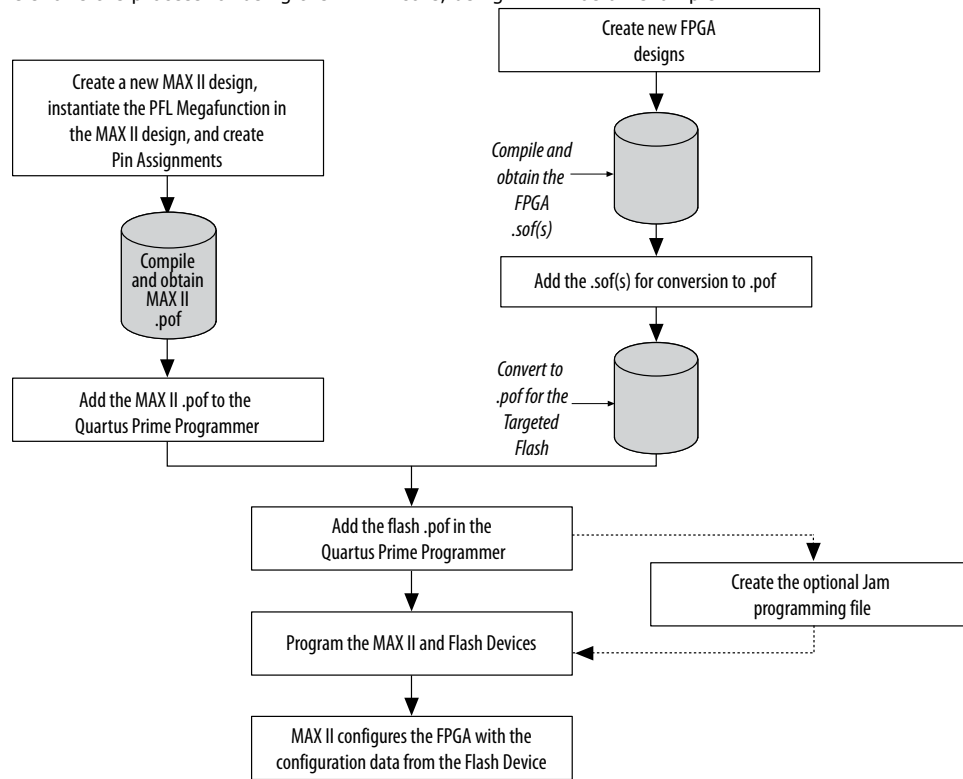 Create new FPGA
designs
Create a new MAX II design,
instantiate the PFL Megafunction in
the MAX II design, and create
Pin Assignments
Compile and
obtain the
FPGA
.sof(s)
Compile
and obtain
MAX II
.pof
Add the .sof(s) for conversion to .pof
Add the MAX II .pof to the
Quartus Prime Programmer
Convert to
.pof for the
Targeted
Flash
Add the flash .pof in the
Quartus Prime Programmer
Create the optional Jam
programming file
Program the MAX II and Flash Devices
MAX II configures the FPGA with the
configuration data from the Flash Device